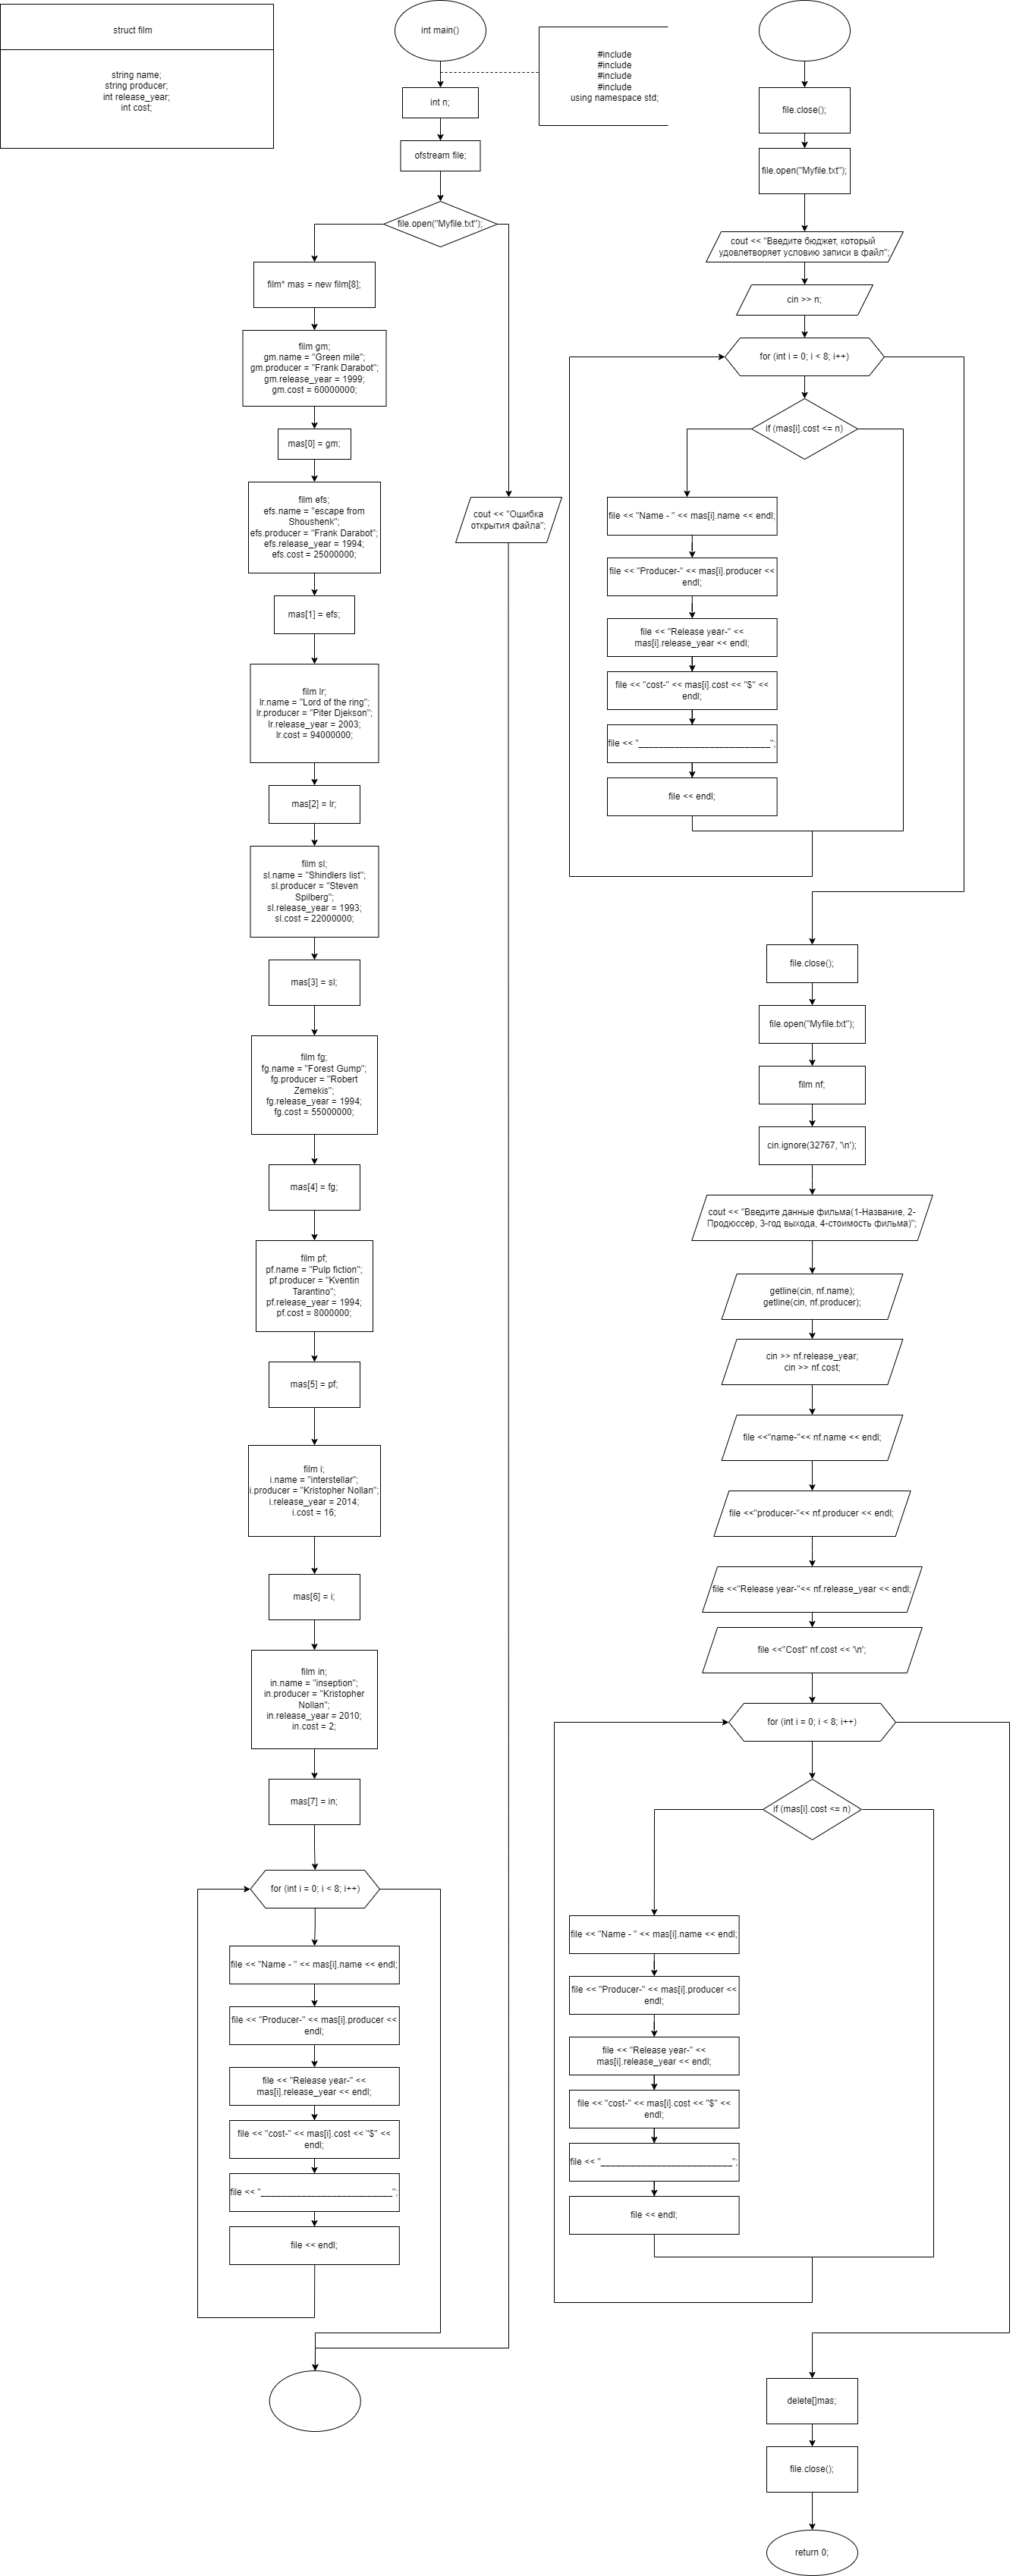 struct film
string name;
string producer;
int release_year;
int cost;
int main()
#include
#include
#include
#include
using namespace std;
int n;
ofstream file;
file.open("Myfile.txt");
film* mas = new film[8];
film gm;
gm.name = "Green mile";
gm.producer = "Frank Darabot";
gm.release_year = 1999;
gm.cost = 60000000;
mas[0] = gm;
film efs;
efs.name = "escape from
Shoushenk";
efs.producer = "Frank Darabot";
efs.release_year = 1994;
efs.cost = 25000000;
cout << "Ошибка
открытия файла";
mas[1] = efs;
film lr;
lr.name = "Lord of the ring";
lr.producer = "Piter Djekson";
lr.release_year = 2003;
lr.cost = 94000000;
mas[2] = lr;
film sl;
sl.name = "Shindlers list";
sl.producer = "Steven
Spilberg";
sl.release_year = 1993;
sl.cost = 22000000;
mas[3] = sl;
film fg;
fg.name = "Forest Gump";
fg.producer = "Robert
Zemekis";
fg.release_year = 1994;
fg.cost = 55000000;
mas[4] = fg;
film pf;
pf.name = "Pulp fiction";
pf.producer = "Kventin
Tarantino";
pf.release_year = 1994;
pf.cost = 8000000;
mas[5] = pf;
film i;
i.name = "interstellar";
i.producer = "Kristopher Nollan";
i.release_year = 2014;
i.cost = 16;
mas[6] = i;
film in;
in.name = "inseption";
in.producer = "Kristopher
Nollan";
in.release_year = 2010;
in.cost = 2;
mas[7] = in;
for (int i = 0; i < 8; i++)
file << "Name - " << mas[i].name << endl;
file << "Producer-" << mas[i].producer <<
endl;
file << "Release year-" <<
mas[i].release_year << endl;
file << "cost-" << mas[i].cost << "$" <<
endl;
file << "__________________________";
file << endl;
file.close();
file.open("Myfile.txt");
cout << "Введите бюджет, который
удовлетворяет условию записи в файл";
cin >> n;
for (int i = 0; i < 8; i++)
if (mas[i].cost <= n)
file << "Name - " << mas[i].name << endl;
file << "Producer-" << mas[i].producer <<
endl;
file << "Release year-" <<
mas[i].release_year << endl;
file << "cost-" << mas[i].cost << "$" <<
endl;
file << "__________________________";
file << endl;
file.close();
file.open("Myfile.txt");
film nf;
cin.ignore(32767, '\n');
cout << "Введите данные фильма(1-Название, 2-
Продюссер, 3-год выхода, 4-стоимость фильма)";
getline(cin, nf.name);
getline(cin, nf.producer);
cin >> nf.release_year;
cin >> nf.cost;
file <<"name-"<< nf.name << endl;
file <<"producer-"<< nf.producer << endl;
file <<"Release year-"<< nf.release_year << endl;
file <<"Cost" nf.cost << '\n';
for (int i = 0; i < 8; i++)
if (mas[i].cost <= n)
file << "Name - " << mas[i].name << endl;
file << "Producer-" << mas[i].producer <<
endl;
file << "Release year-" <<
mas[i].release_year << endl;
file << "cost-" << mas[i].cost << "$" <<
endl;
file << "__________________________";
file << endl;
delete[]mas;
file.close();
return 0;